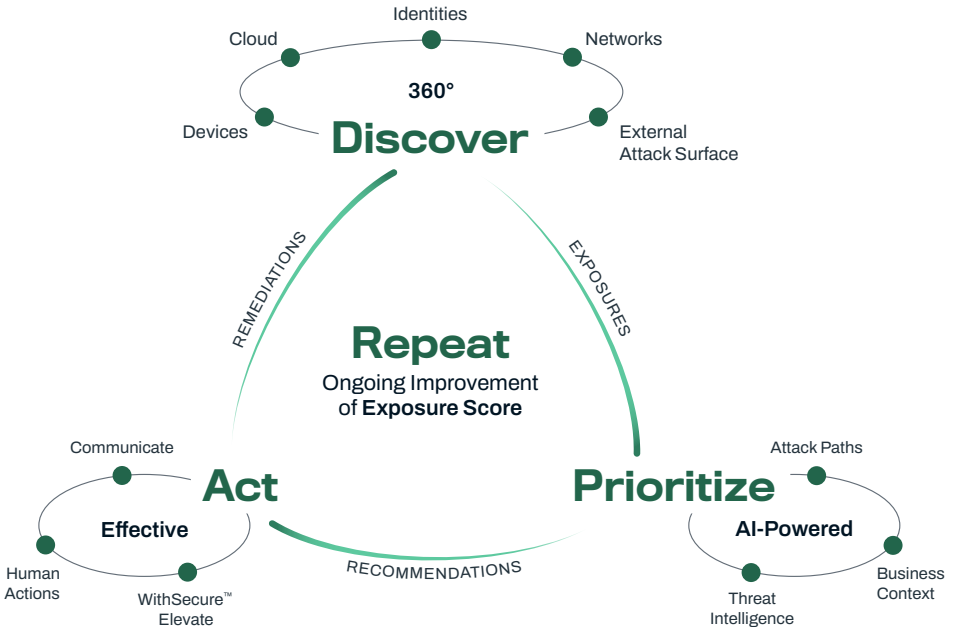 Identities
Cloud
Networks
360°
Devices
Discover
External
Attack Surface
REMEDIATIONS
EXPOSURES
Repeat
Ongoing Improvement
of Exposure Score
Communicate
Act
Effective
Human
Actions
WithSecure™
Elevate
RECOMMENDATIONS
Prioritize
Attack Paths
AI-Powered
Business
Context
Threat
Intelligence